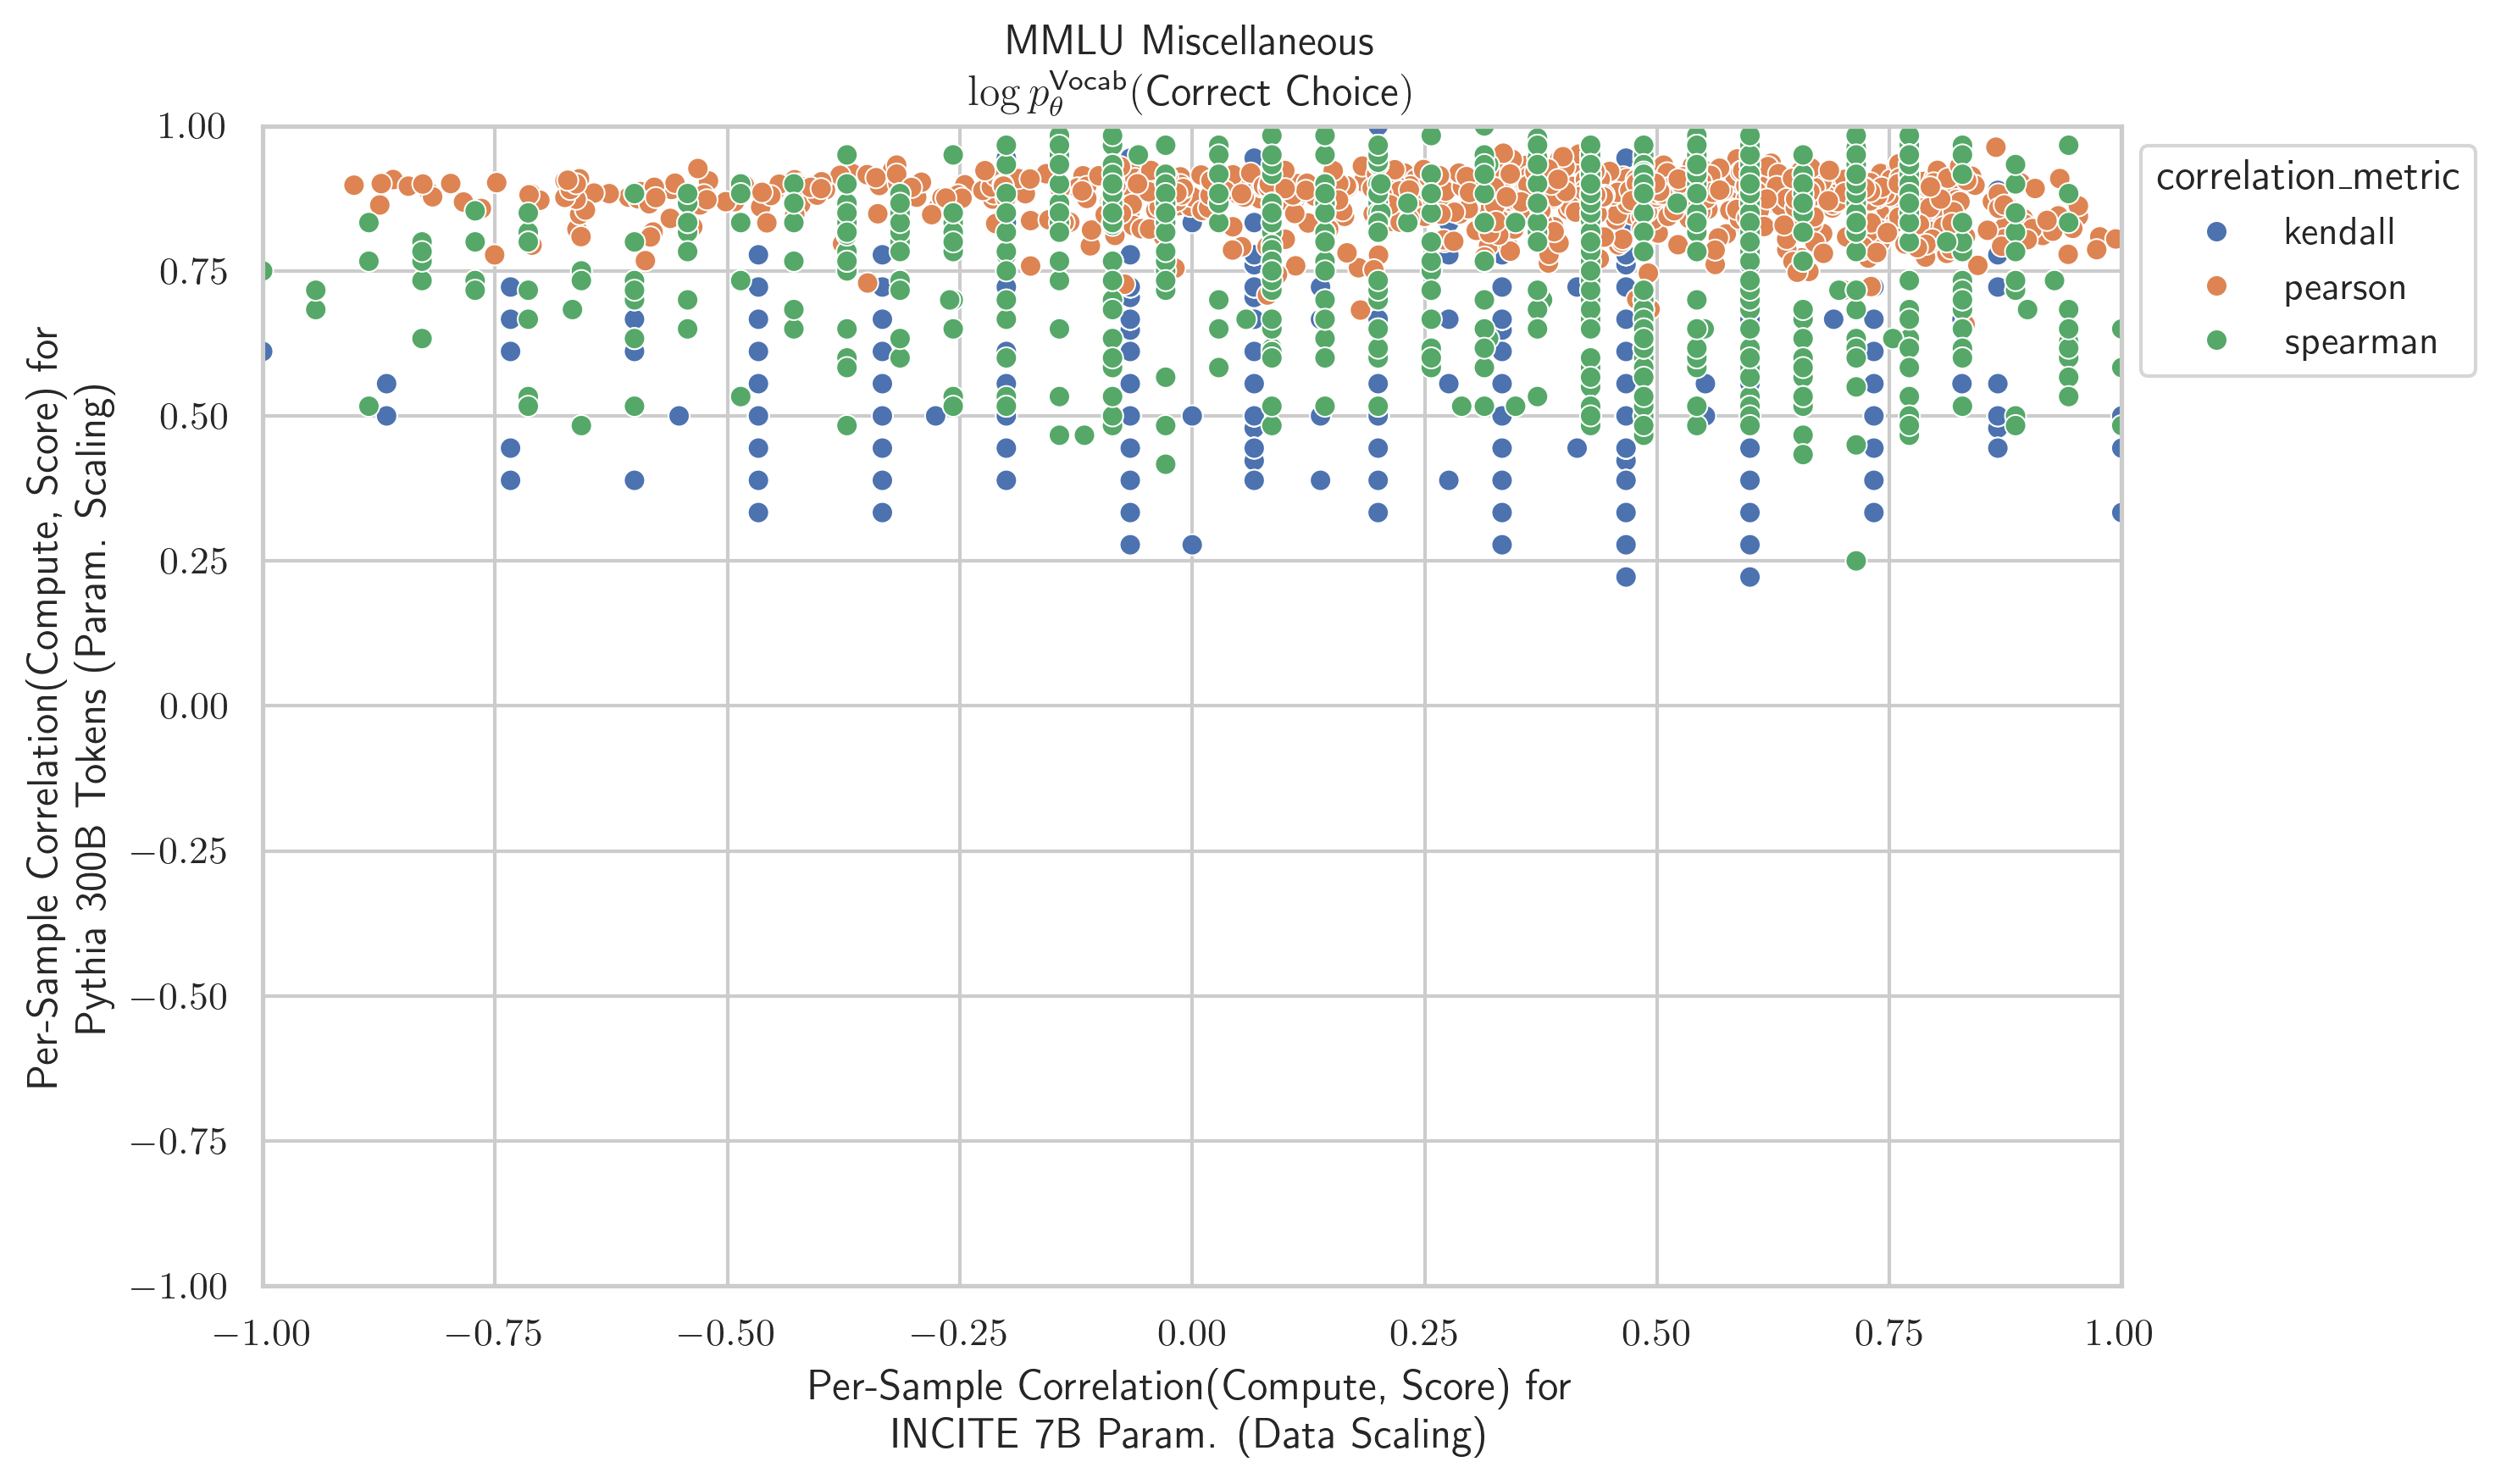 MMLU Miscellaneous
log p_θ^Vocab(Correct Choice)
Per-Sample Correlation(Compute, Score) for
Pythia 300B Tokens (Param. Scaling)
1.00
0.75
0.50
0.25
0.00
−0.25
−0.50
−0.75
−1.00
−1.00 −0.75 −0.50 −0.25 0.00 0.25 0.50 0.75 1.00
Per-Sample Correlation(Compute, Score) for
INCITE 7B Param. (Data Scaling)
correlation_metric
kendall
pearson
spearman